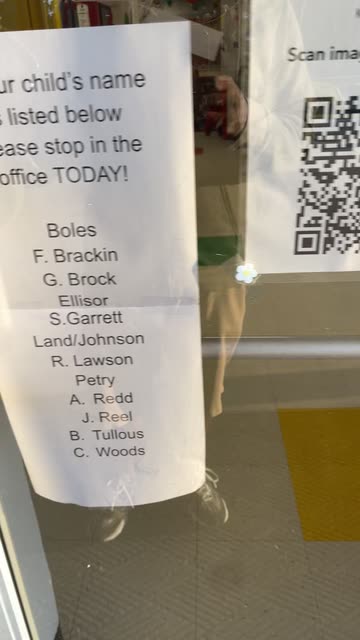 ur child's name
s listed below
ease stop in the
office TODAY!
Boles
F. Brackin
G. Brock
Ellisor
S.Garrett
Land/Johnson
R. Lawson
Petry
A. Redd
J. Reel
B. Tullous
C. Woods
Scan ima